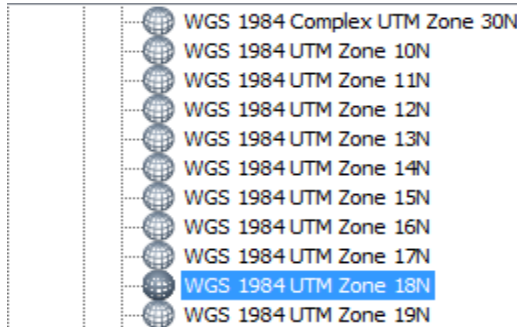 WGS 1984 Complex UTM Zone 30N
WGS 1984 UTM Zone 10N
WGS 1984 UTM Zone 11N
WGS 1984 UTM Zone 12N
WGS 1984 UTM Zone 13N
WGS 1984 UTM Zone 14N
WGS 1984 UTM Zone 15N
WGS 1984 UTM Zone 16N
WGS 1984 UTM Zone 17N
WGS 1984 UTM Zone 18N
WGS 1984 UTM Zone 19N